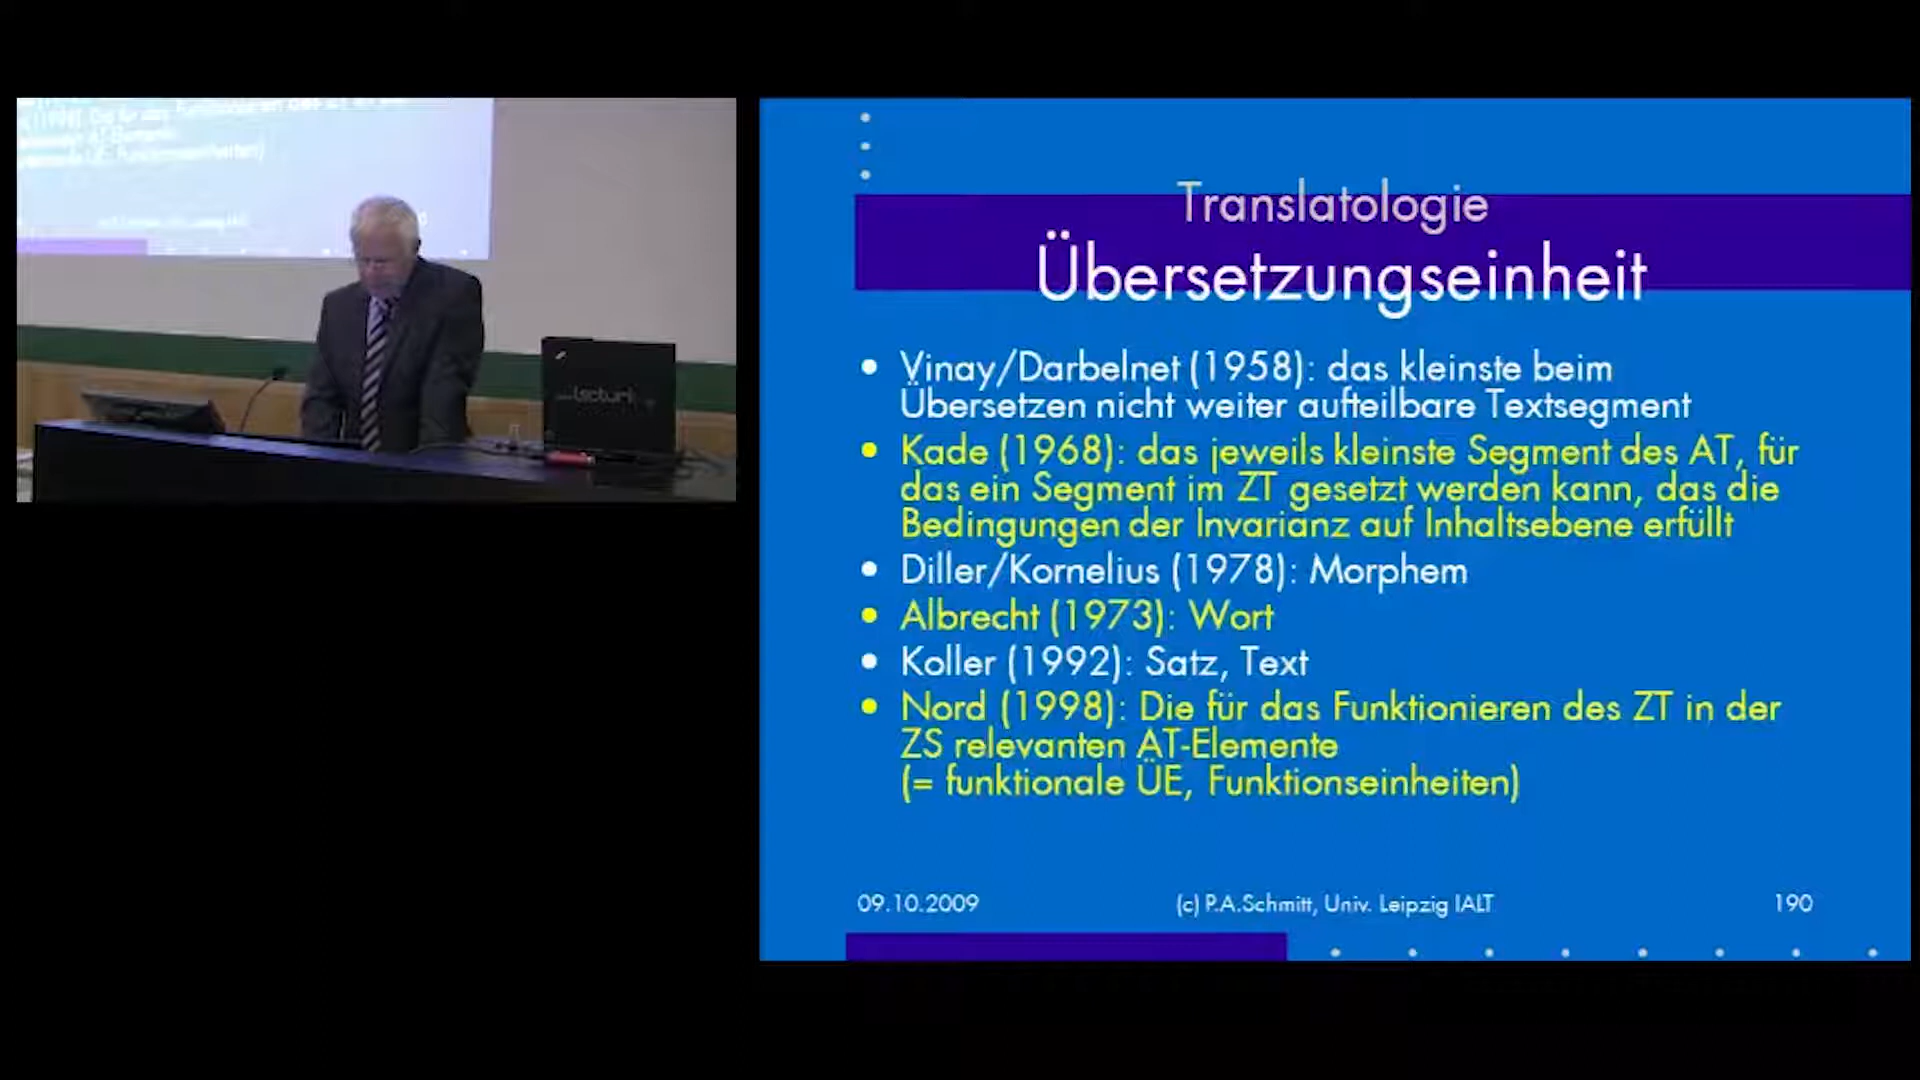 Translatologie
Übersetzungseinheit
• Vinay/Darbelnet (1958): das kleinste beim
Übersetzen nicht weiter aufteilbare Textsegment
• Kade (1968): das jeweils kleinste Segment des AT, für
das ein Segment im ZT gesetzt werden kann, das die
Bedingungen der Invarianz auf Inhaltsebene erfüllt
• Diller/Kornelius (1978): Morphem
• Albrecht (1973): Wort
• Koller (1992): Satz, Text
• Nord (1998): Die für das Funktionieren des ZT in der
ZS relevanten AT-Elemente
(= funktionale ÜE, Funktionseinheiten)
09.10.2009
(c) P.A.Schmitt, Univ. Leipzig IALT
190